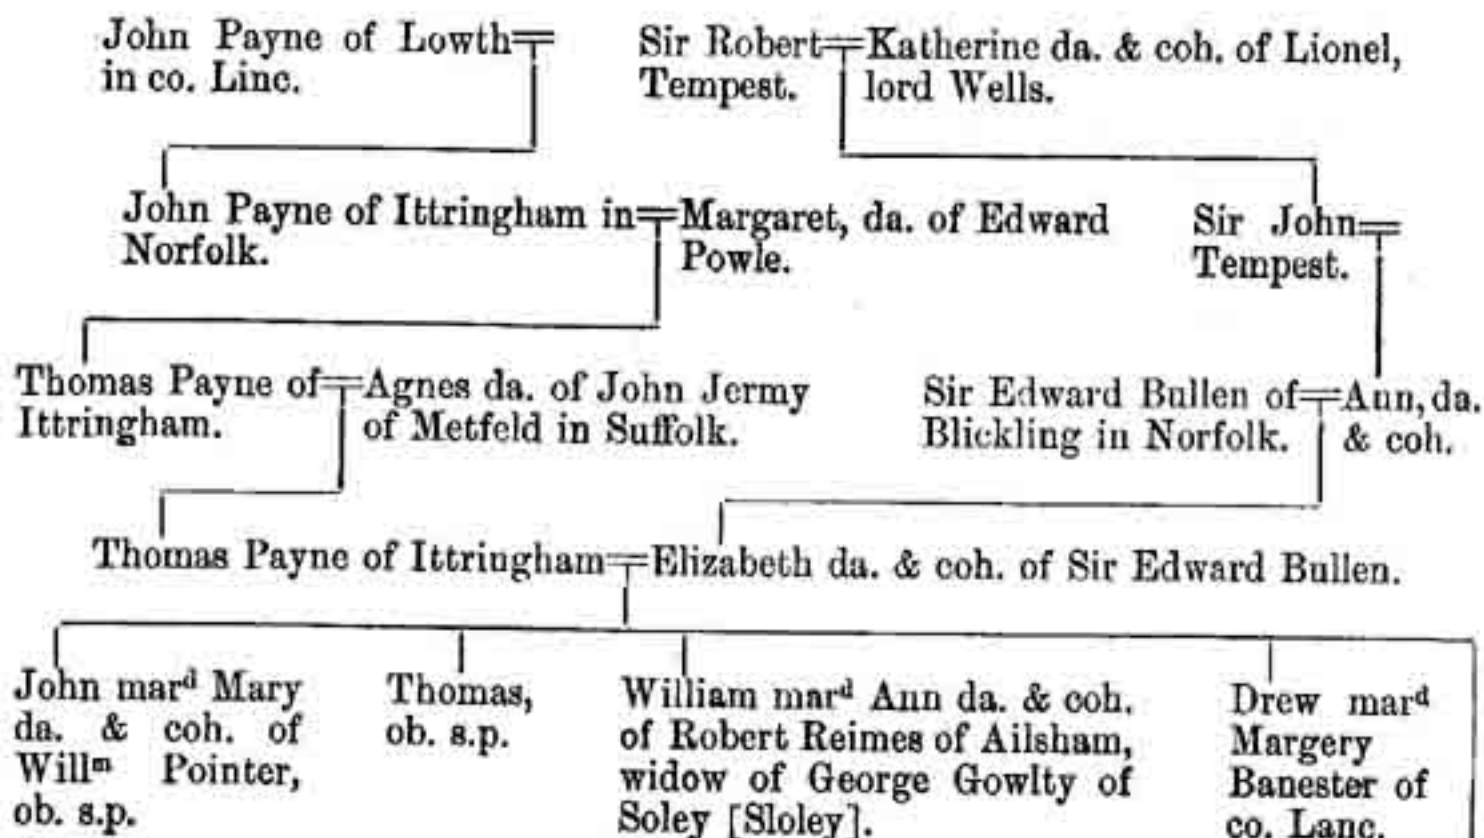 John Payne of Lowth
in co. Linc.
Sir Robert Katherine da. & coh. of Lionel,
Tempest. lord Wells.
John Payne of Ittringham in Margaret, da. of Edward
Norfolk. Powle.
Sir John
Tempest.
Thomas Payne of Agnes da. of John Jermy
Ittringham. of Metfeld in Suffolk.
Sir Edward Bullen of Ann, da.
Blickling in Norfolk. & coh.
Thomas Payne of Ittringham Elizabeth da. & coh. of Sir Edward Bullen.
John marᵈ Mary
da. & coh. of
Willᵐ Pointer,
ob. s.p.
Thomas,
ob. s.p.
William marᵈ Ann da. & coh.
of Robert Reimes of Ailsham,
widow of George Gowlty of
Soley [Sloley].
Drew marᵈ
Margery
Banester of
co. Lanc.